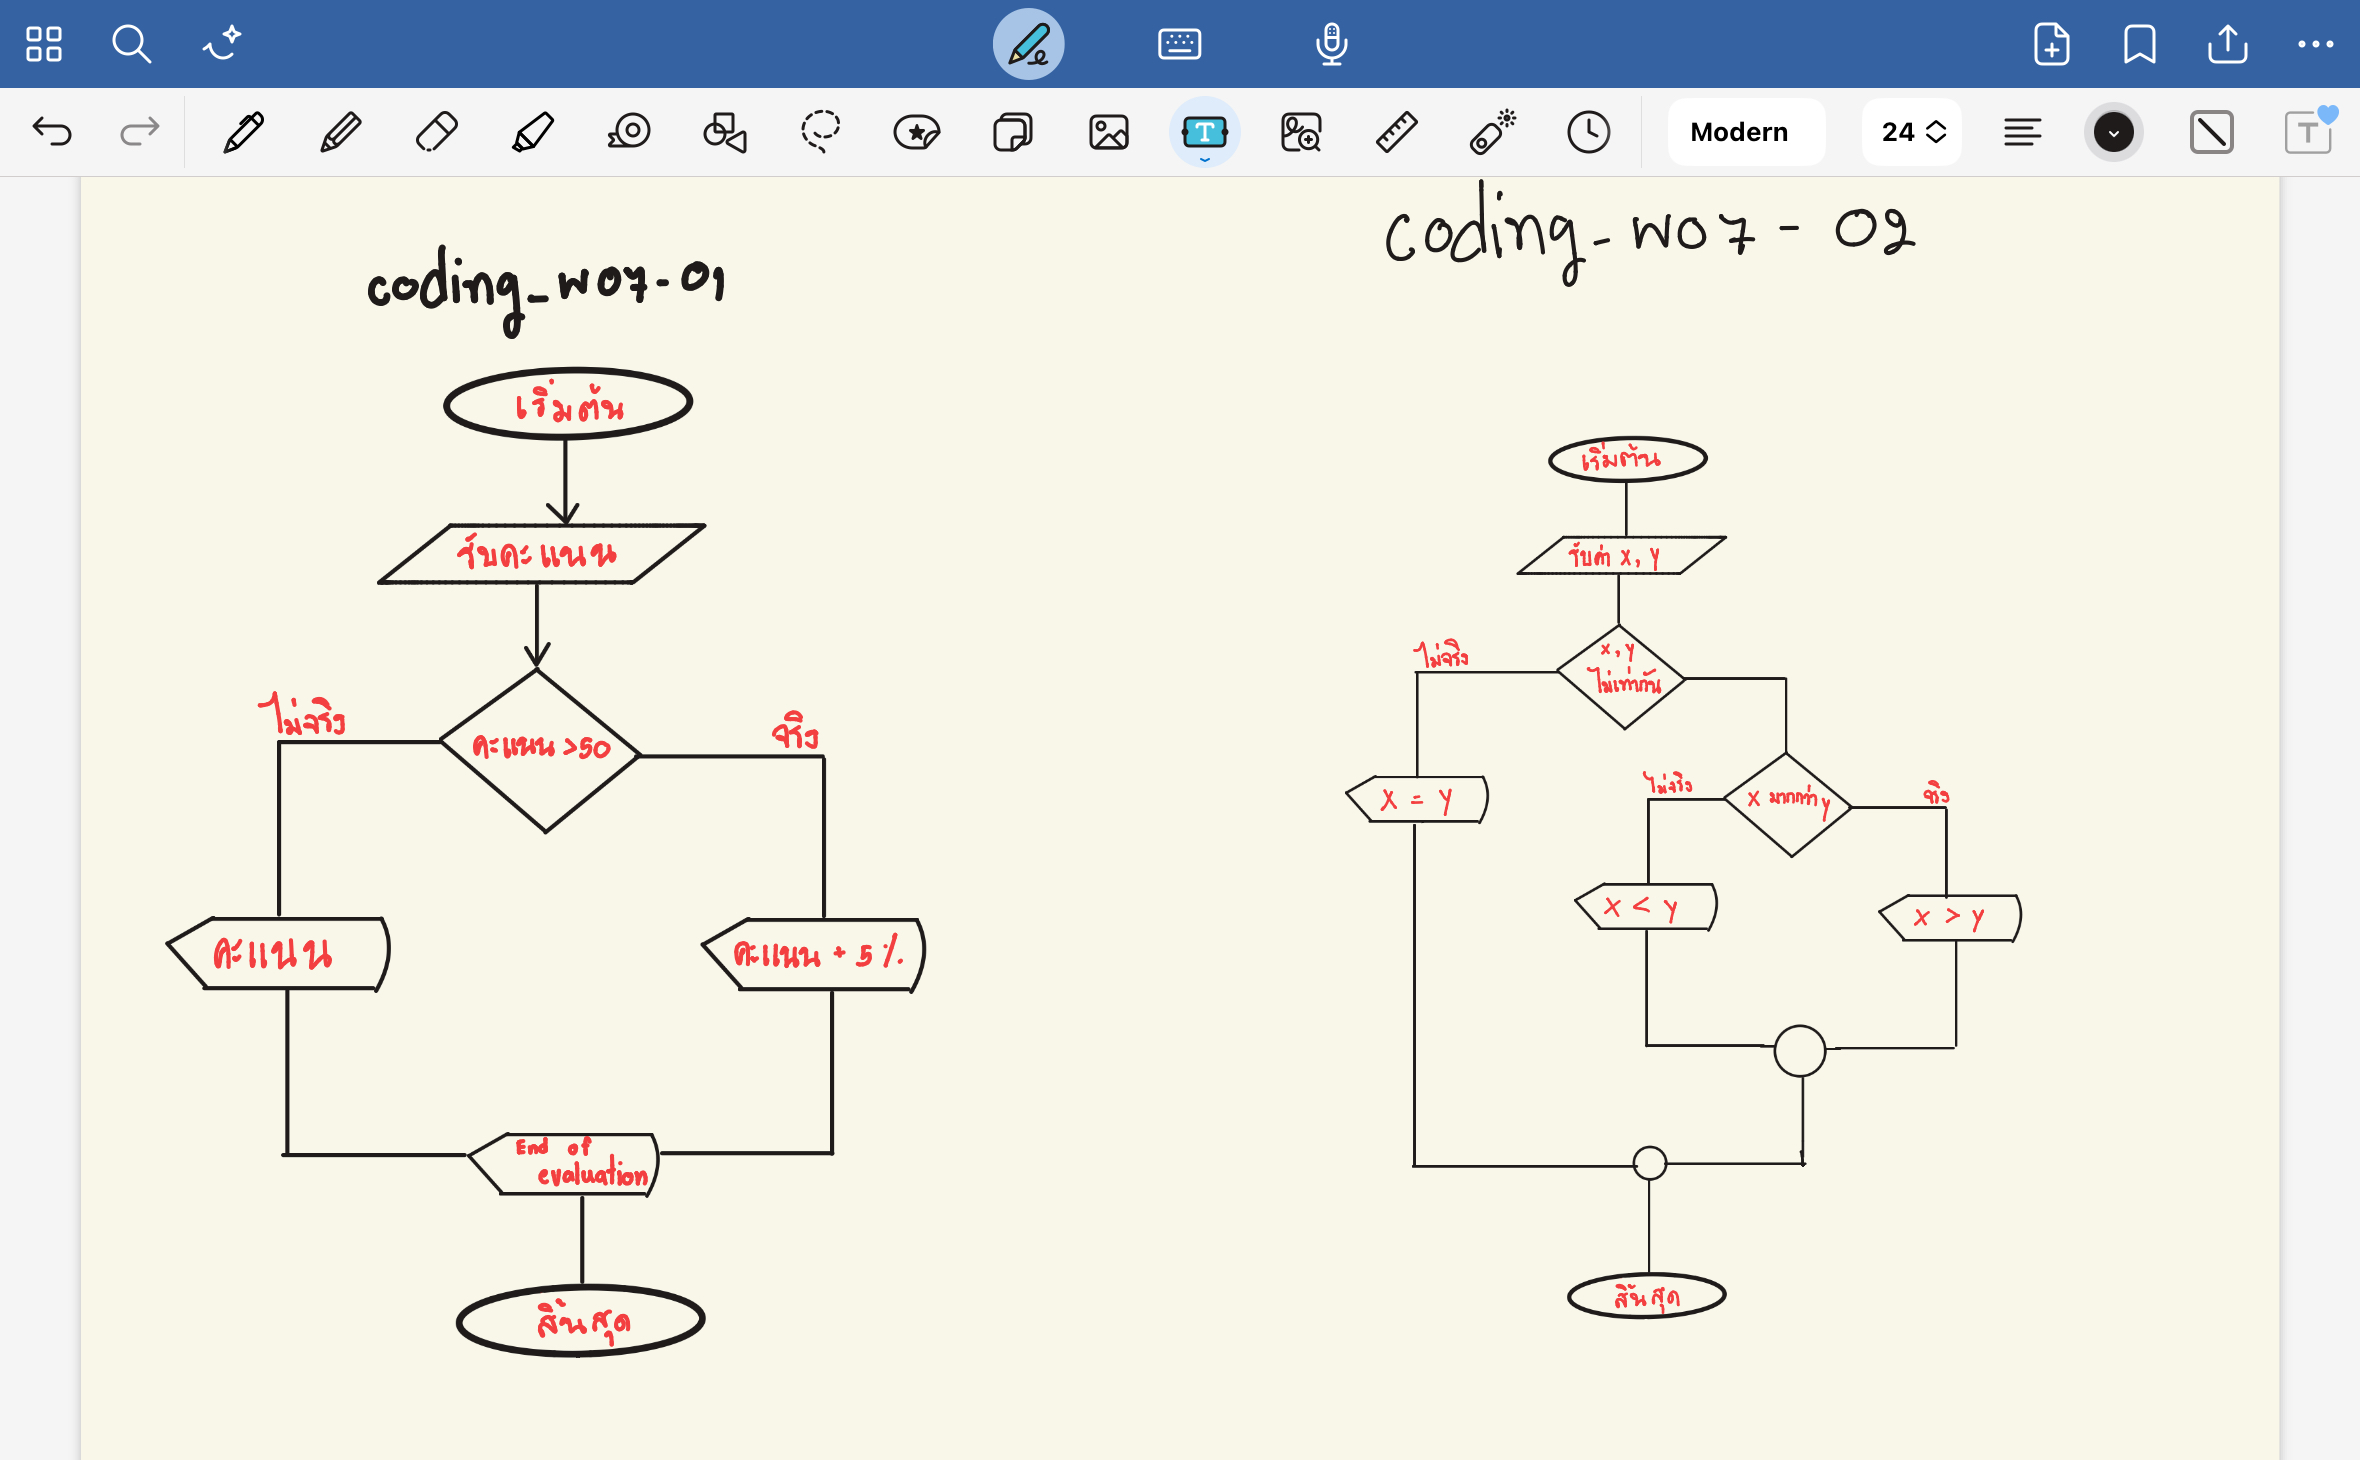 Modern
24
coding_w07-01
เริ่มต้น
รับคะแนน
คะแนน >50
ไม่จริง
จริง
คะแนน
คะแนน + 5 %
End of
evaluation
สิ้นสุด
coding_w07-02
เริ่มต้น
รับค่า x, y
x, y
ไม่เท่ากัน
ไม่จริง
x = y
x มากกว่า y
ไม่จริง
จริง
x < y
x > y
สิ้นสุด